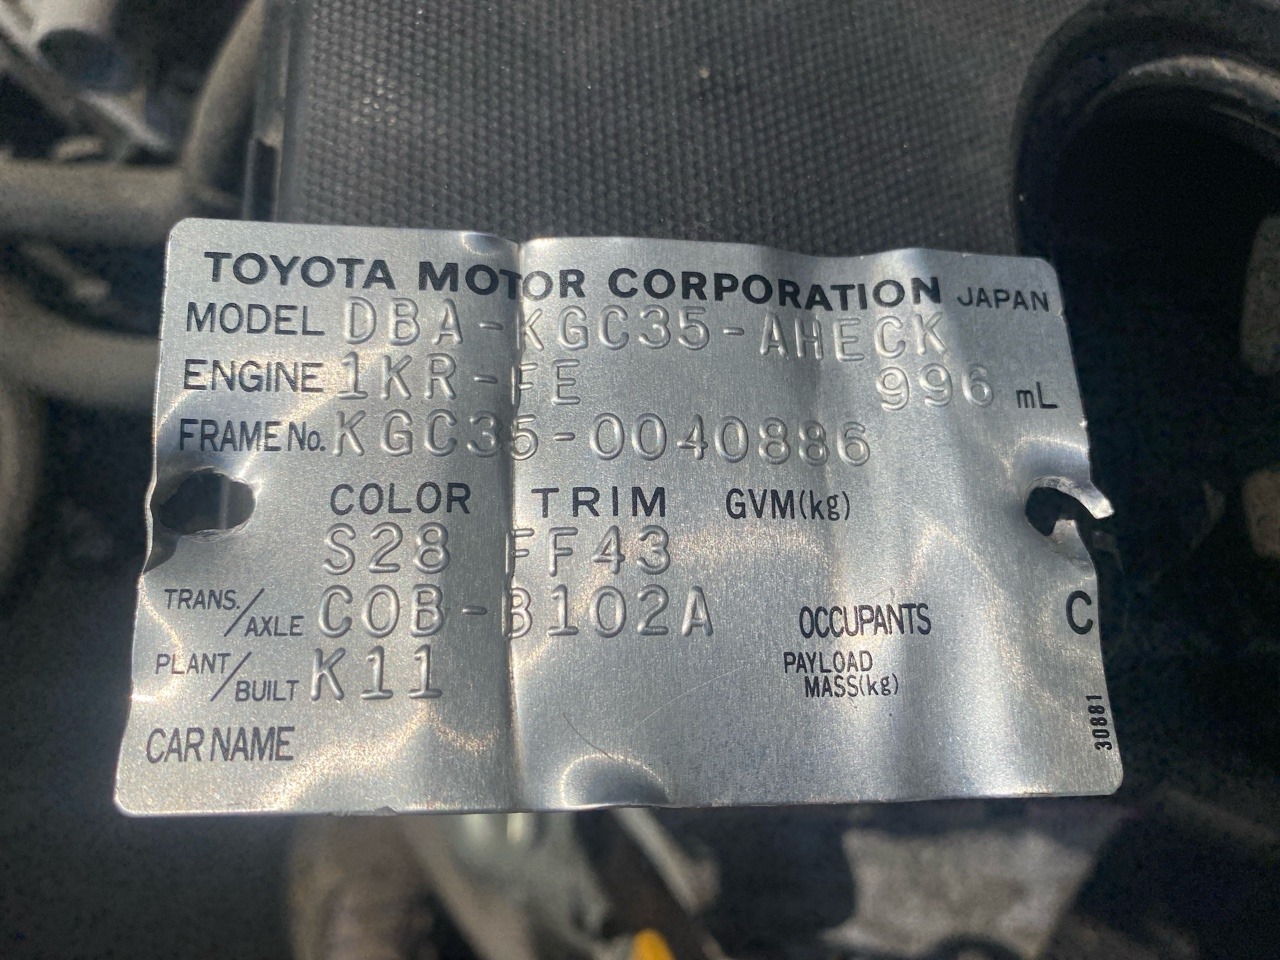 TOYOTA MOTOR CORPORATION JAPAN
MODEL DBA-KGC35-AHECK
ENGINE 1KR-FE 996 mL
FRAME No. KGC35-0040886
COLOR TRIM GVM(kg)
S28 FF43
TRANS./AXLE C0B-B102A OCCUPANTS C
PLANT/BUILT K11 PAYLOAD MASS(kg)
CAR NAME
30881